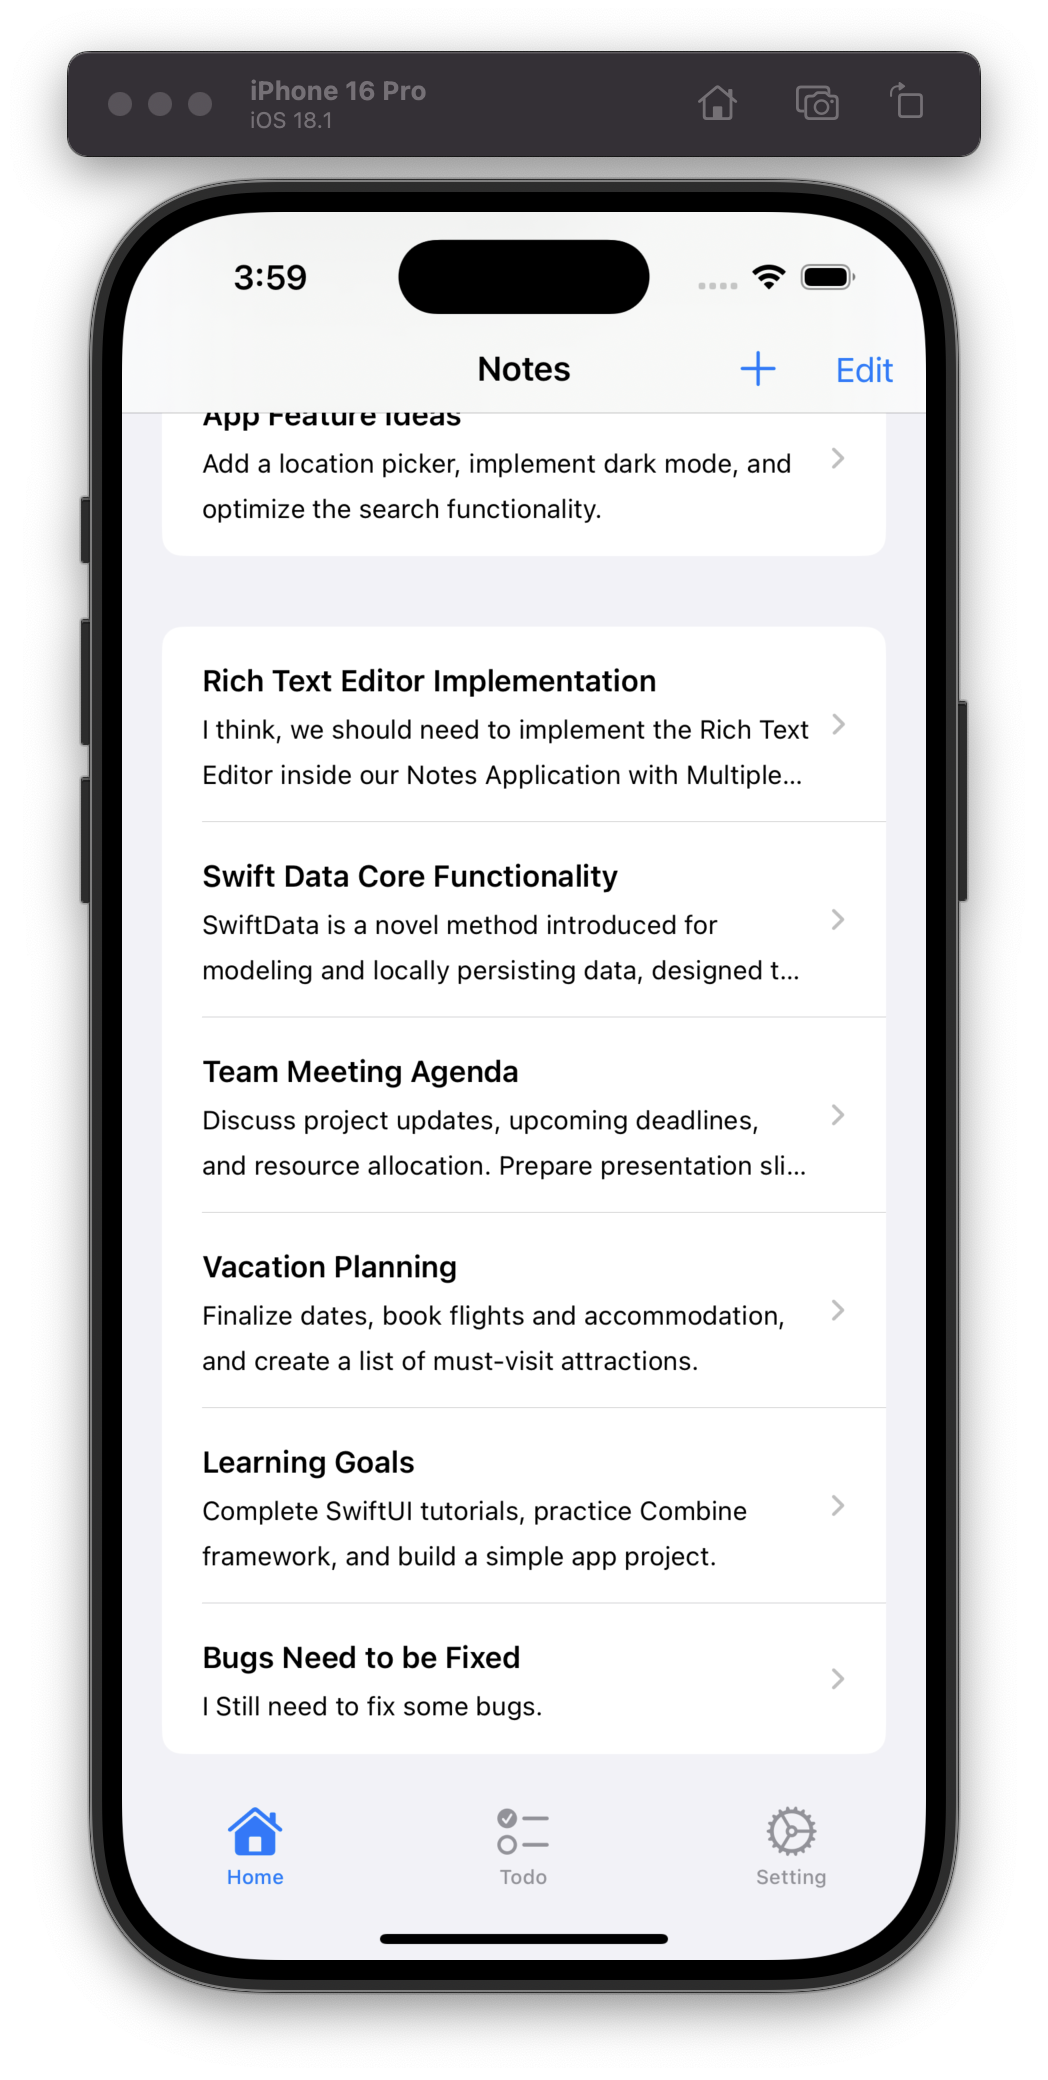 iPhone 16 Pro
iOS 18.1
3:59
Notes
Edit
App Feature Ideas
Add a location picker, implement dark mode, and
optimize the search functionality.
Rich Text Editor Implementation
I think, we should need to implement the Rich Text
Editor inside our Notes Application with Multiple...
Swift Data Core Functionality
SwiftData is a novel method introduced for
modeling and locally persisting data, designed t...
Team Meeting Agenda
Discuss project updates, upcoming deadlines,
and resource allocation. Prepare presentation sli...
Vacation Planning
Finalize dates, book flights and accommodation,
and create a list of must-visit attractions.
Learning Goals
Complete SwiftUI tutorials, practice Combine
framework, and build a simple app project.
Bugs Need to be Fixed
I Still need to fix some bugs.
Home
Todo
Setting